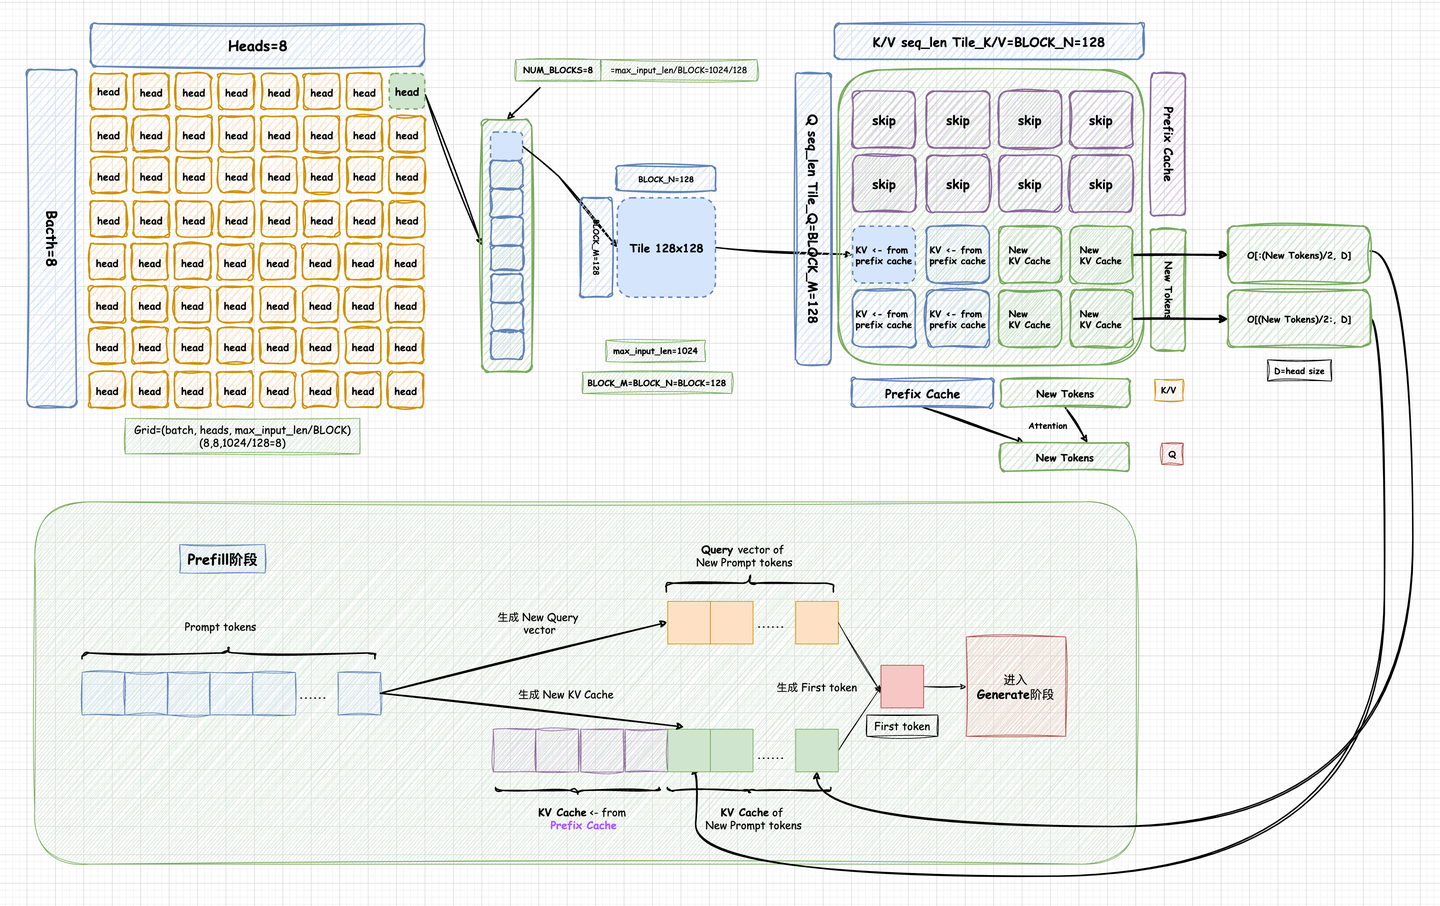 Heads=8
Bacth=8
head head head head head head head head
head head head head head head head head
head head head head head head head head
head head head head head head head head
head head head head head head head head
head head head head head head head head
head head head head head head head head
head head head head head head head head
Grid=(batch, heads, max_input_len/BLOCK)
(8,8,1024/128=8)
NUM_BLOCKS=8 =max_input_len/BLOCK=1024/128
BLOCK_N=128
BLOCK_M=128
Tile 128x128
max_input_len=1024
BLOCK_M=BLOCK_N=BLOCK=128
K/V seq_len Tile_K/V=BLOCK_N=128
Q seq_len Tile_Q=BLOCK_M=128
skip skip skip skip
skip skip skip skip
KV <- from KV <- from New New
prefix cache prefix cache KV Cache KV Cache
KV <- from KV <- from New New
prefix cache prefix cache KV Cache KV Cache
Prefix Cache
New Tokens
O[:(New Tokens)/2, D]
O[(New Tokens)/2:, D]
D=head size
Prefix Cache New Tokens K/V
Attention
New Tokens Q
Prefill阶段
Prompt tokens
......
生成 New Query
vector
生成 New KV Cache
Query vector of
New Prompt tokens
......
生成 First token
First token
进入
Generate阶段
......
KV Cache <- from
Prefix Cache
KV Cache of
New Prompt tokens